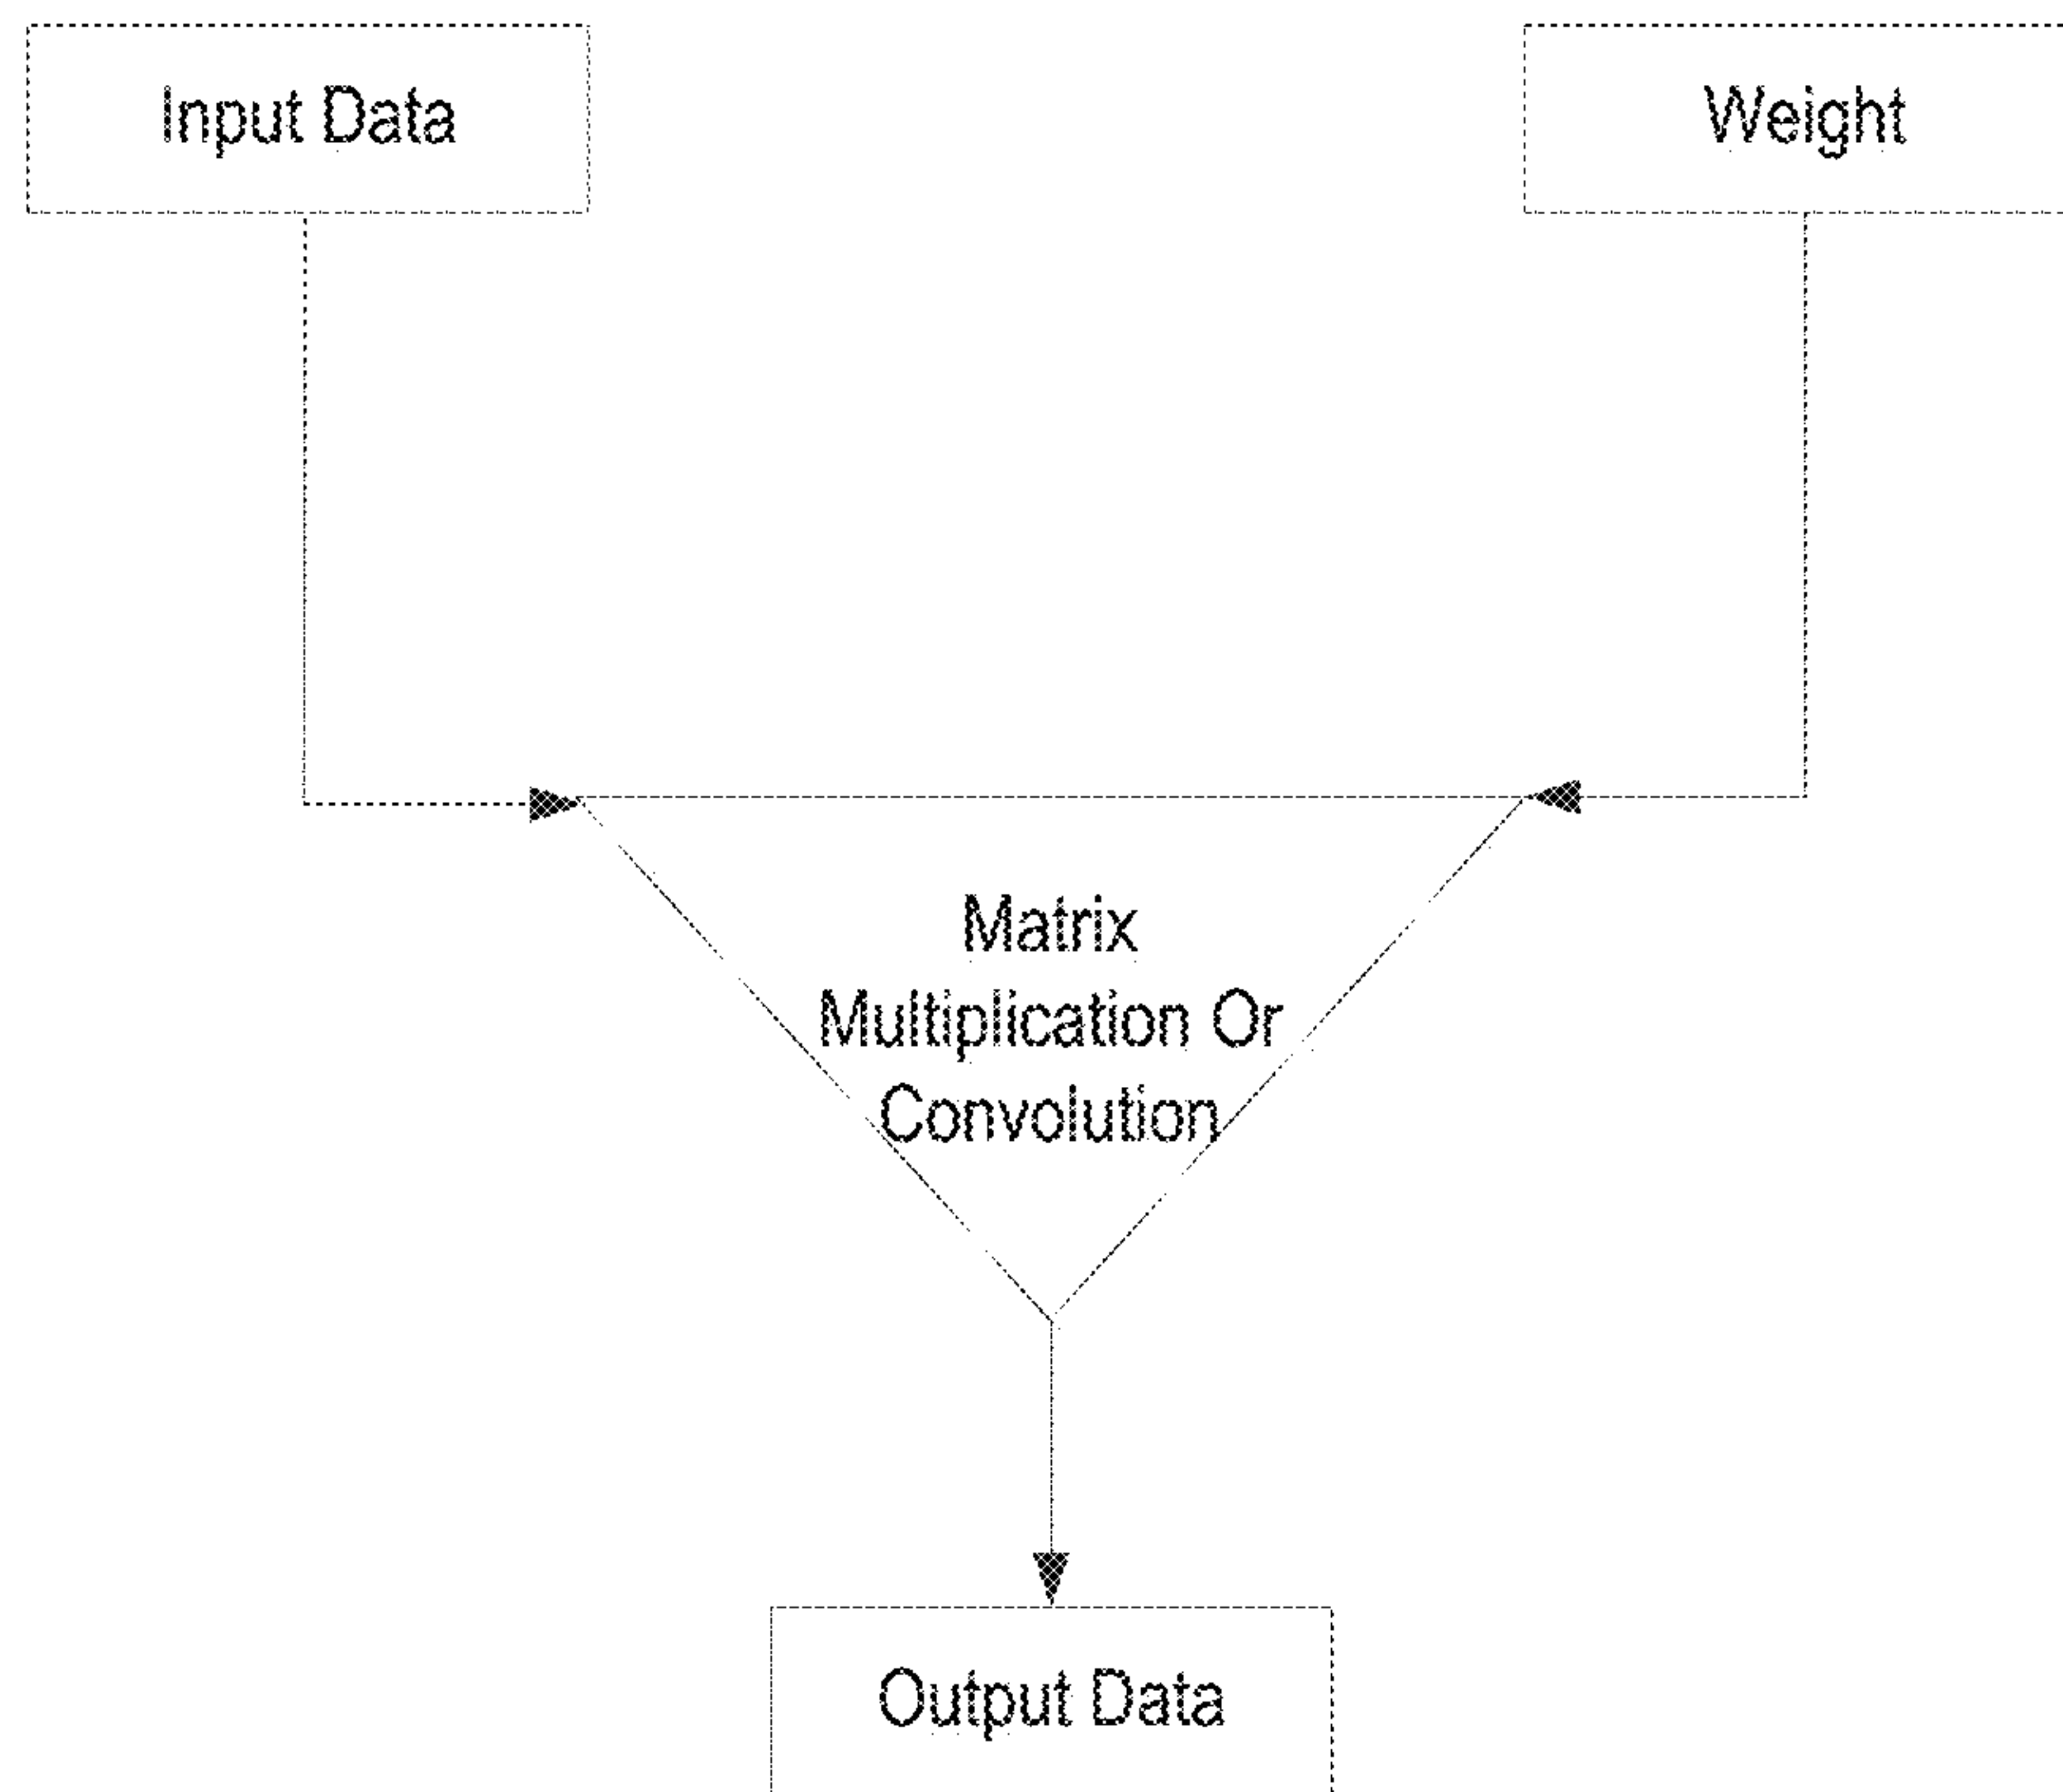 Input Data
Weight
Matrix
Multiplication Or
Convolution
Output Data